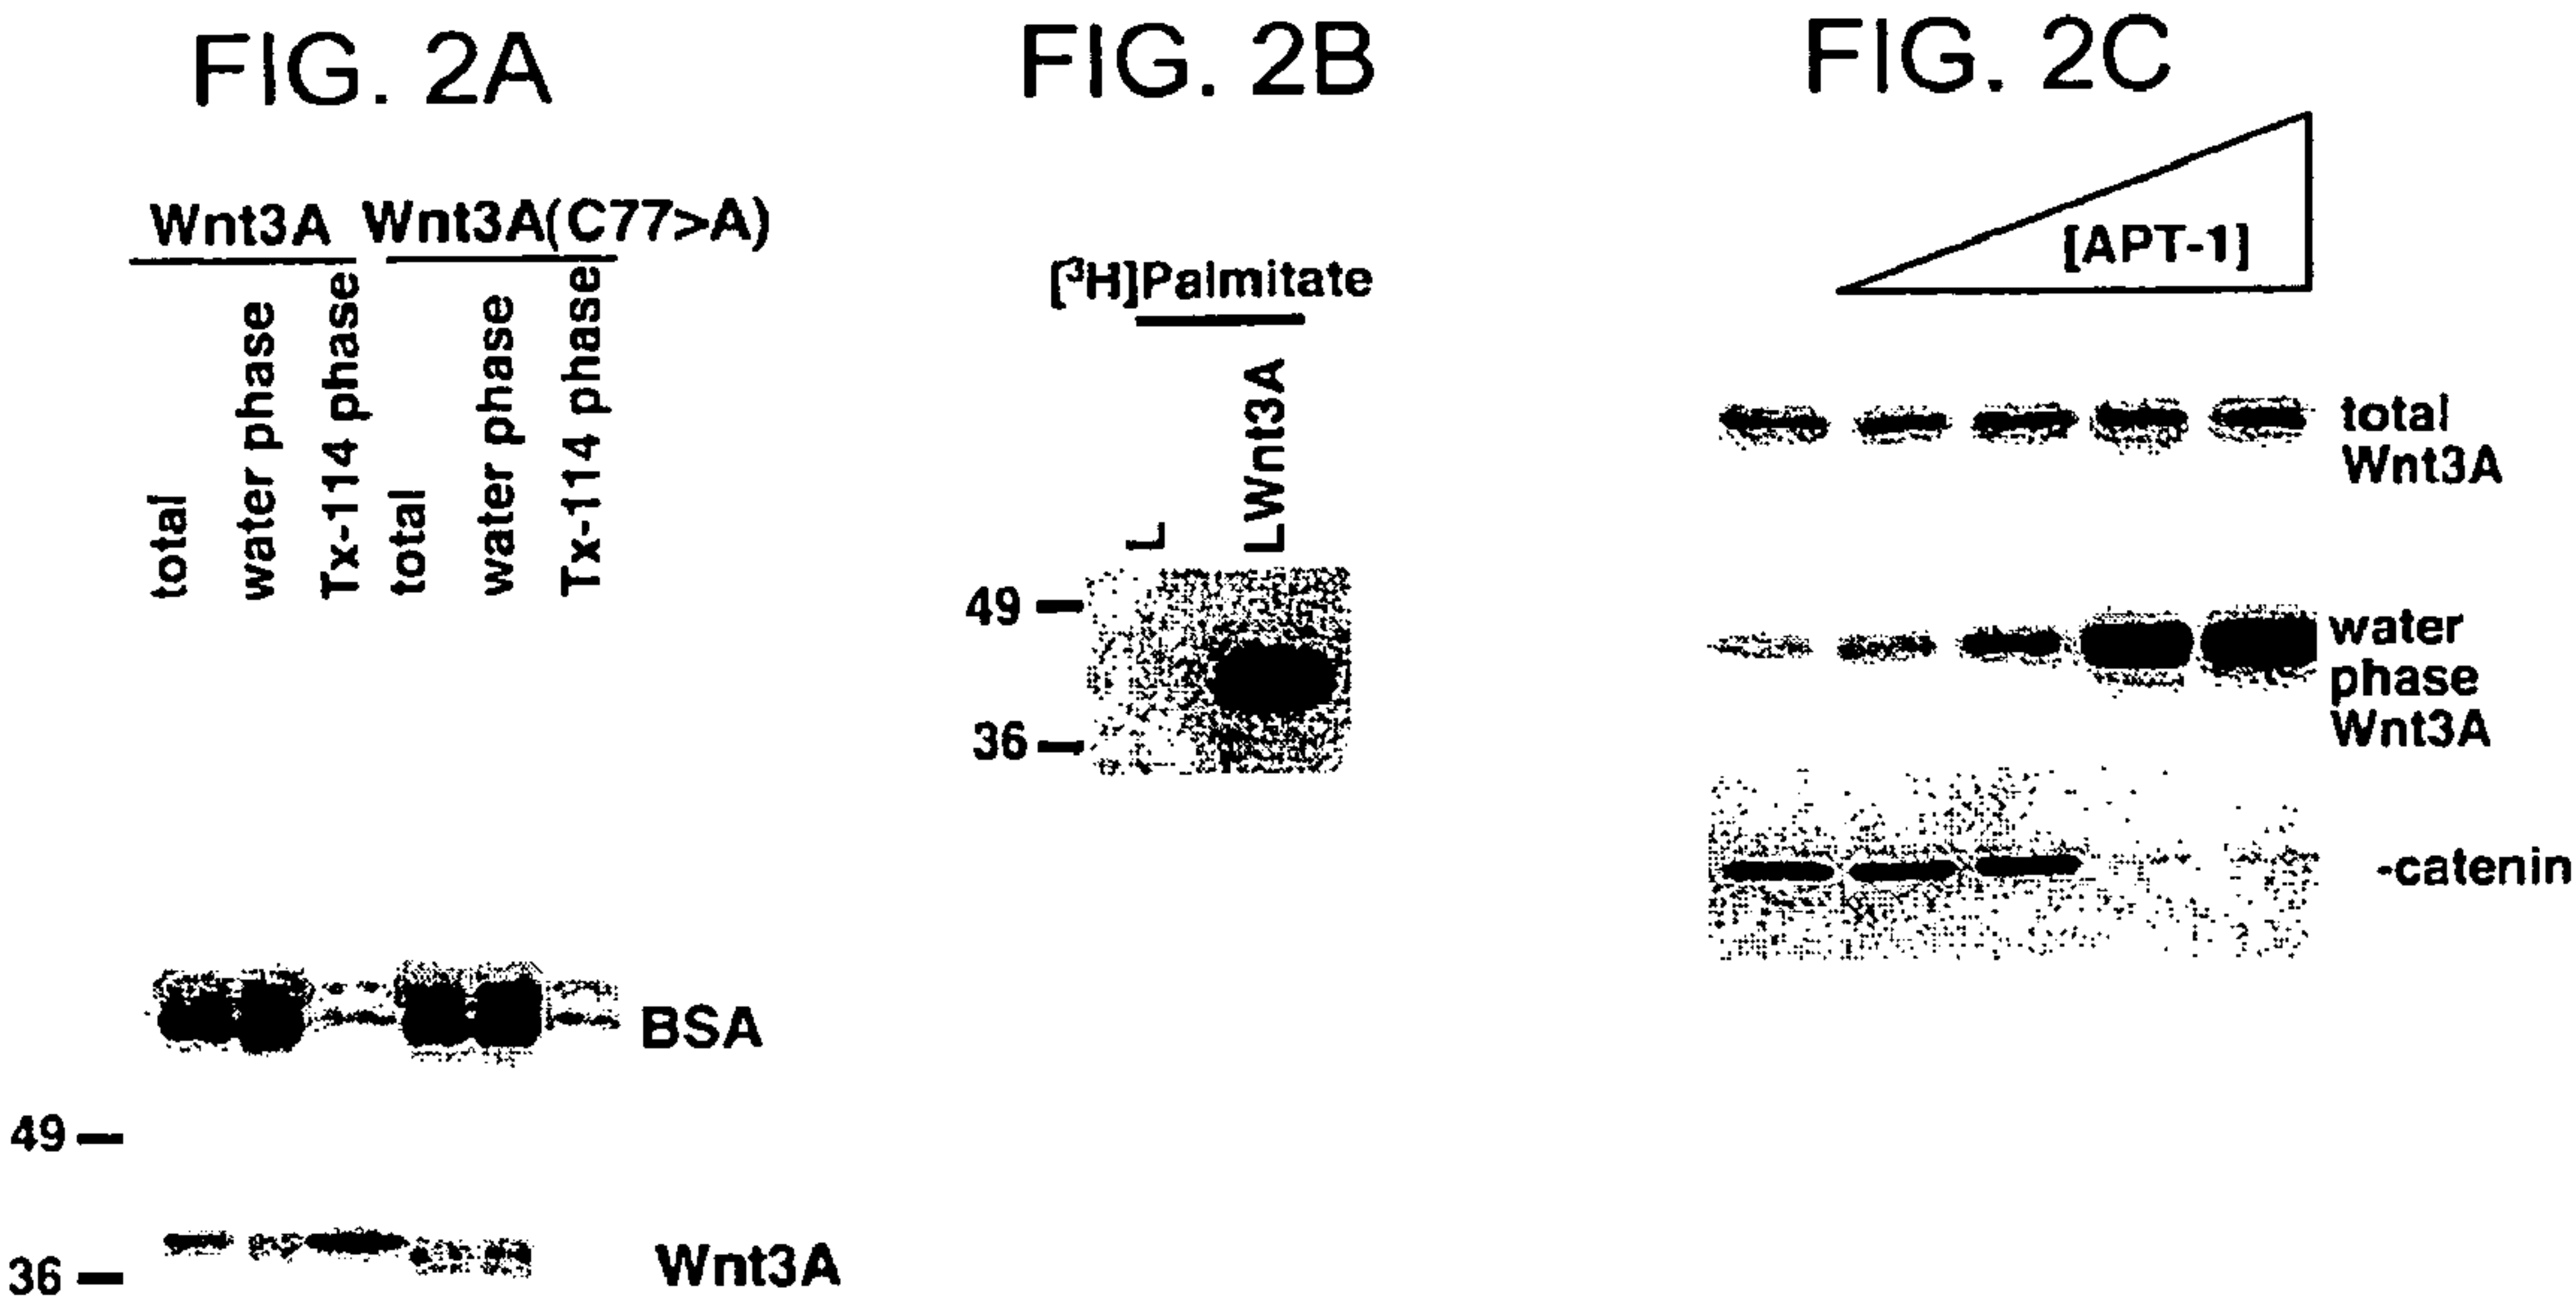 FIG. 2A
Wnt3A Wnt3A(C77>A)
total
water phase
Tx-114 phase
total
water phase
Tx-114 phase
BSA
49
Wnt3A
36
FIG. 2B
[³H]Palmitate
L
LWnt3A
49
36
FIG. 2C
[APT-1]
total
Wnt3A
water
phase
Wnt3A
-catenin